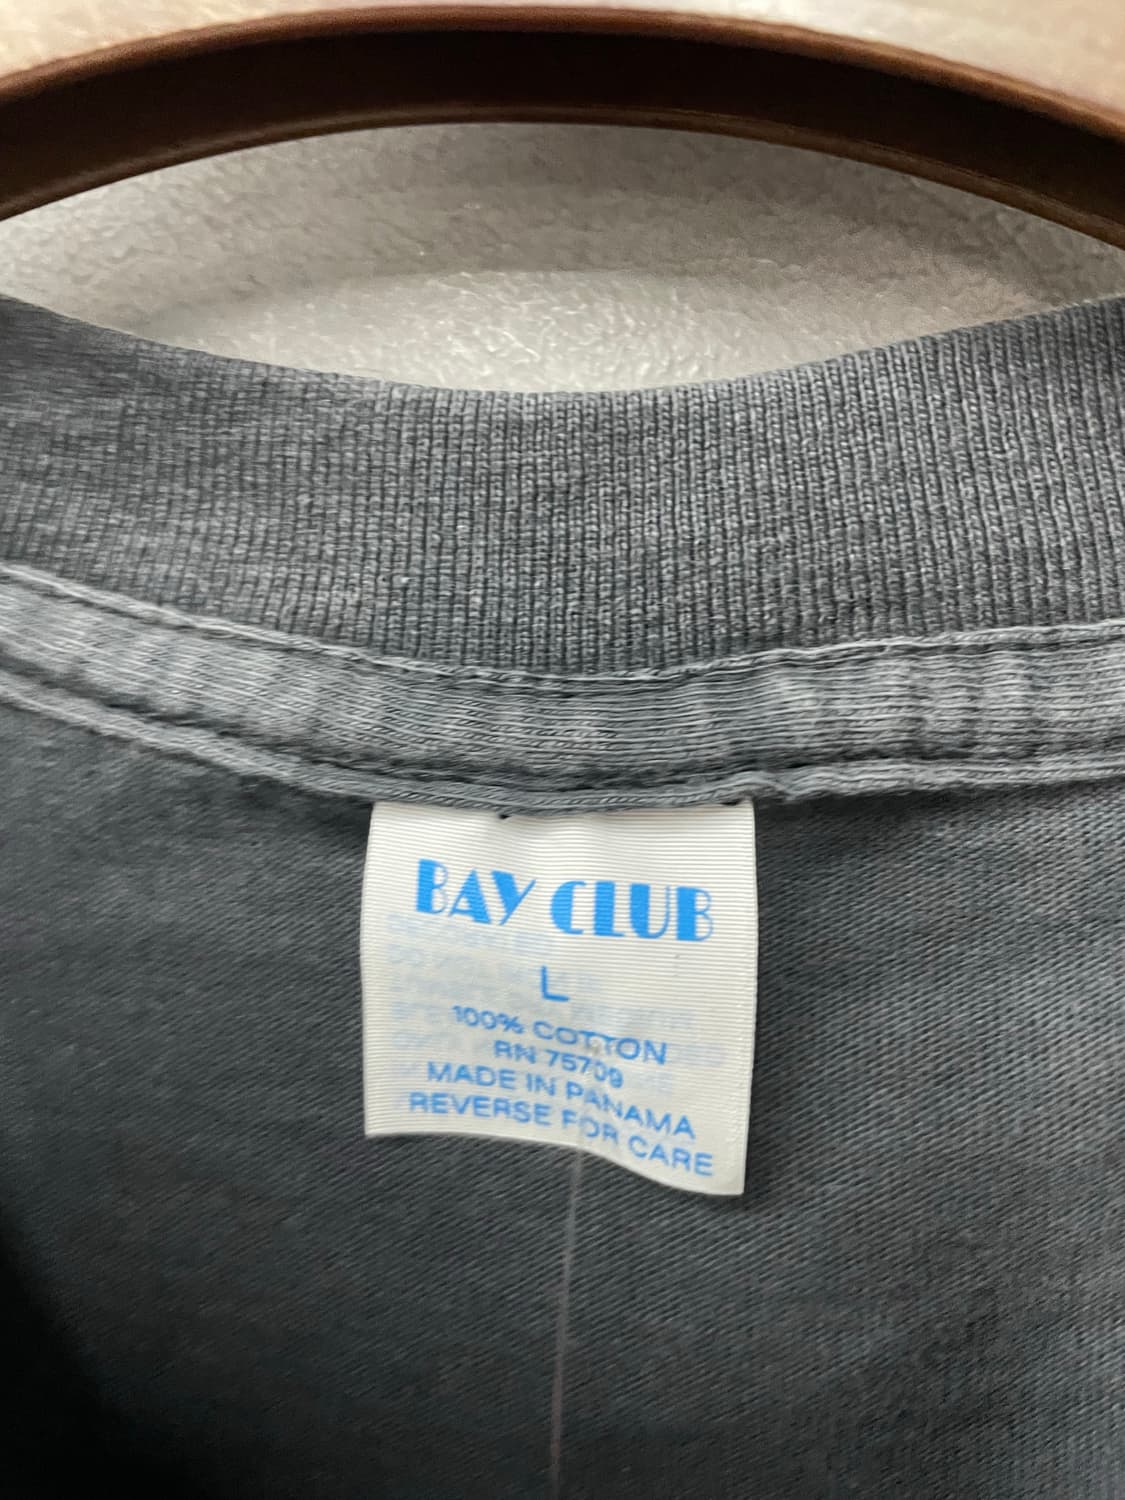 BAY CLUB
L
100% COTTON
RN 75709
MADE IN PANAMA
REVERSE FOR CARE